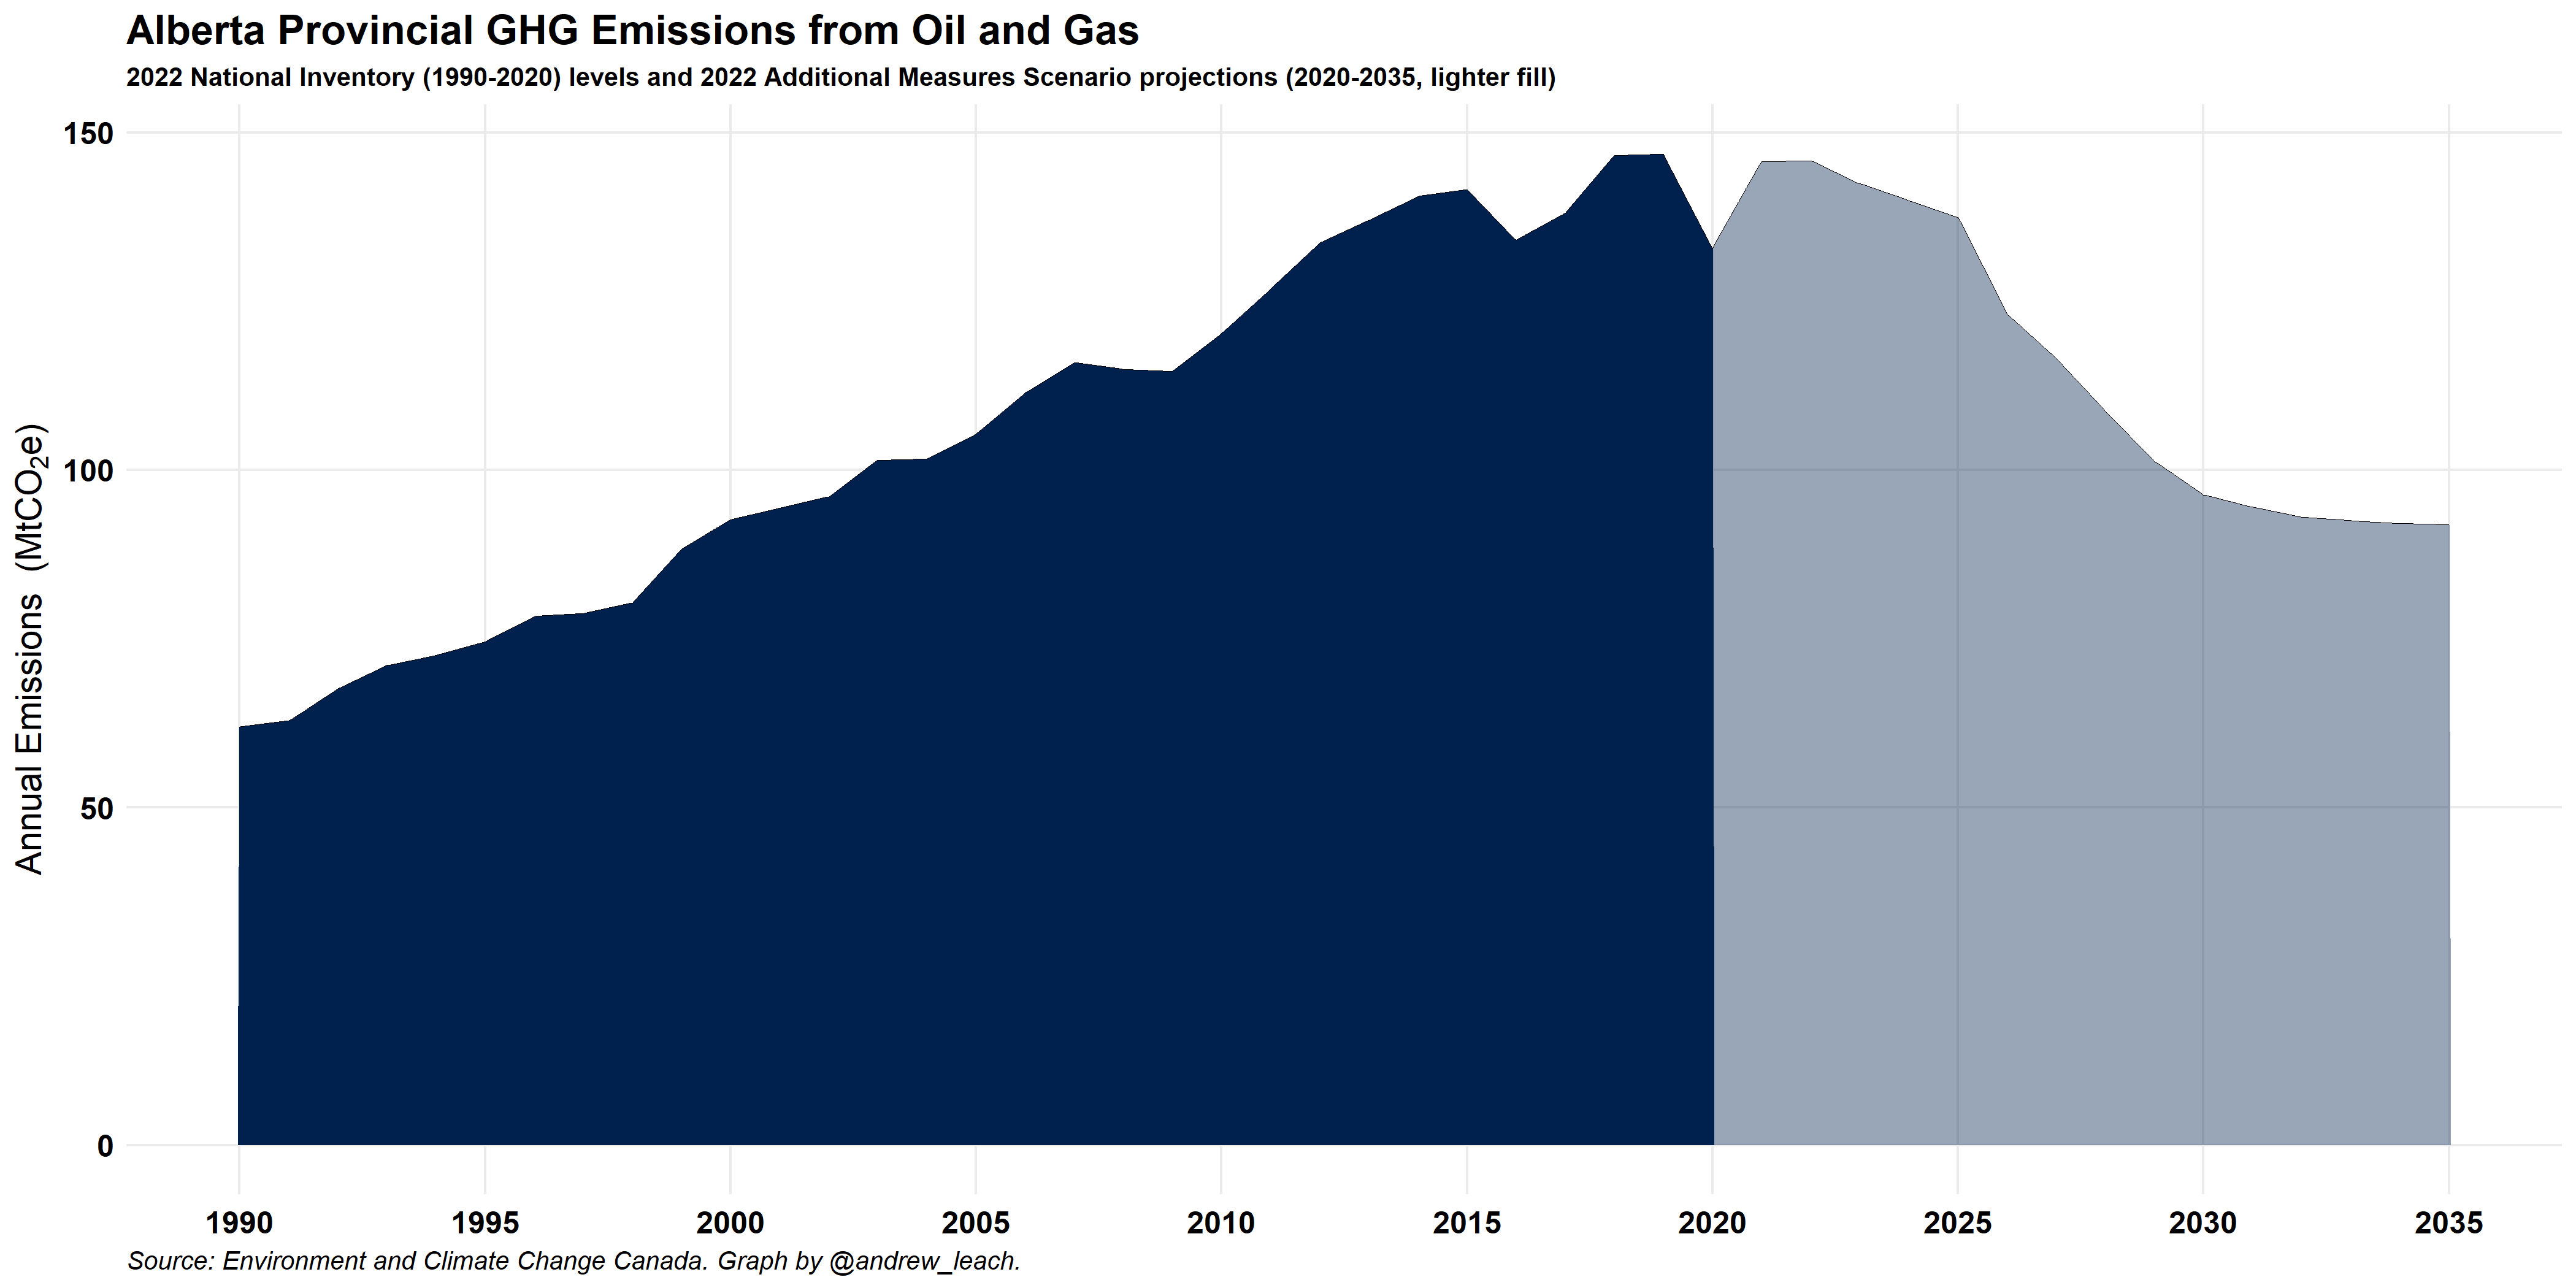 Alberta Provincial GHG Emissions from Oil and Gas
2022 National Inventory (1990-2020) levels and 2022 Additional Measures Scenario projections (2020-2035, lighter fill)
Annual Emissions (MtCO₂e)
150
100
50
0
1990 1995 2000 2005 2010 2015 2020 2025 2030 2035
Source: Environment and Climate Change Canada. Graph by @andrew_leach.